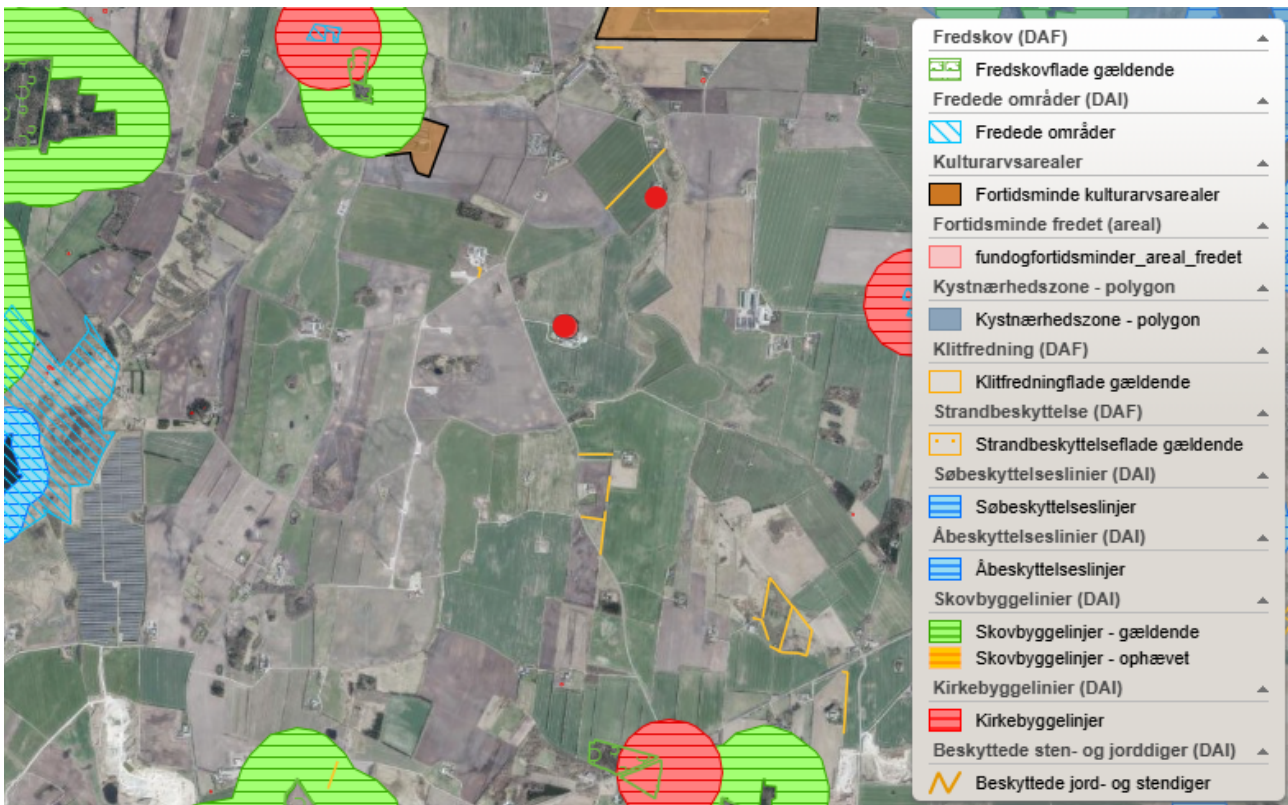 Fredskov (DAF)
Fredskovflade gældende
Fredede områder (DAI)
Fredede områder
Kulturarvsarealer
Fortidsminde kulturarvsarealer
Fortidsminde fredet (areal)
fundogfortidsminder_areal_fredet
Kystnærhedszone - polygon
Kystnærhedszone - polygon
Klitfredning (DAF)
Klitfredningflade gældende
Strandbeskyttelse (DAF)
Strandbeskyttelseflade gældende
Søbeskyttelseslinier (DAI)
Søbeskyttelseslinjer
Åbeskyttelseslinier (DAI)
Åbeskyttelseslinjer
Skovbyggelinier (DAI)
Skovbyggelinjer - gældende
Skovbyggelinjer - ophævet
Kirkebyggelinier (DAI)
Kirkebyggelinjer
Beskyttede sten- og jorddiger (DAI)
Beskyttede jord- og stendiger